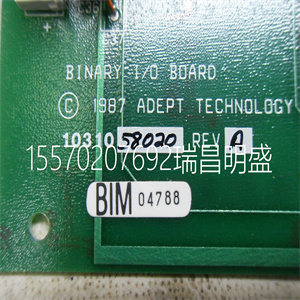 BINARY I/O BOARD
© 1987 ADEPT TECHNOLOGY
10310 58020 REV A
15570207692瑞昌明盛
BIM 04788